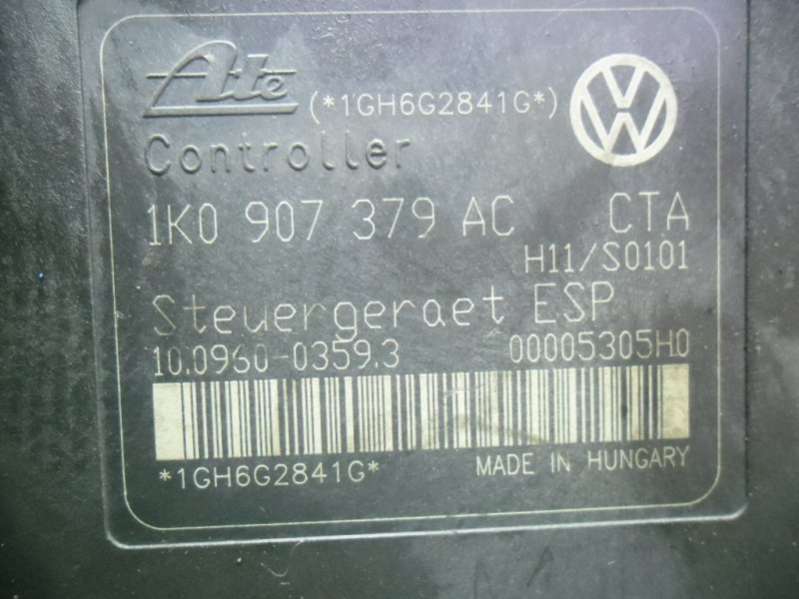 Ate (*1GH6G2841G*)
Controller
1K0 907 379 AC CTA
H11/S0101
Steuergeraet ESP
10.0960-0359.3 00005305H0
*1GH6G2841G* MADE IN HUNGARY